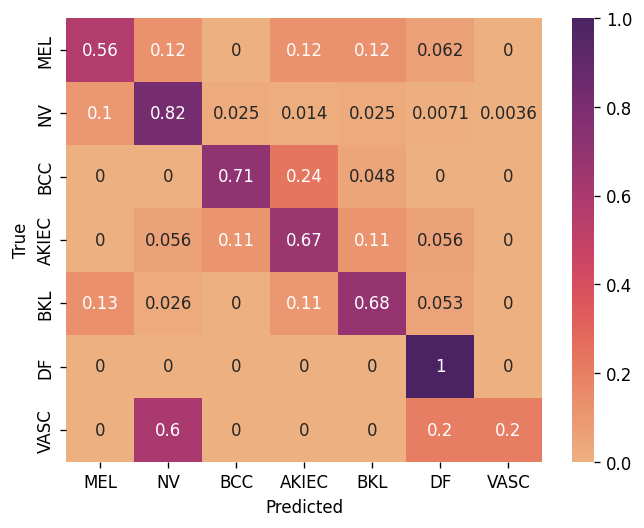 1.0
MEL 0.56 0.12 0 0.12 0.12 0.062 0
NV 0.1 0.82 0.025 0.014 0.025 0.0071 0.0036
0.8
BCC 0 0 0.71 0.24 0.048 0 0
0.6
True
AKIEC 0 0.056 0.11 0.67 0.11 0.056 0
0.4
BKL 0.13 0.026 0 0.11 0.68 0.053 0
DF 0 0 0 0 0 1 0
0.2
VASC 0 0.6 0 0 0 0.2 0.2
0.0
MEL NV BCC AKIEC BKL DF VASC
Predicted